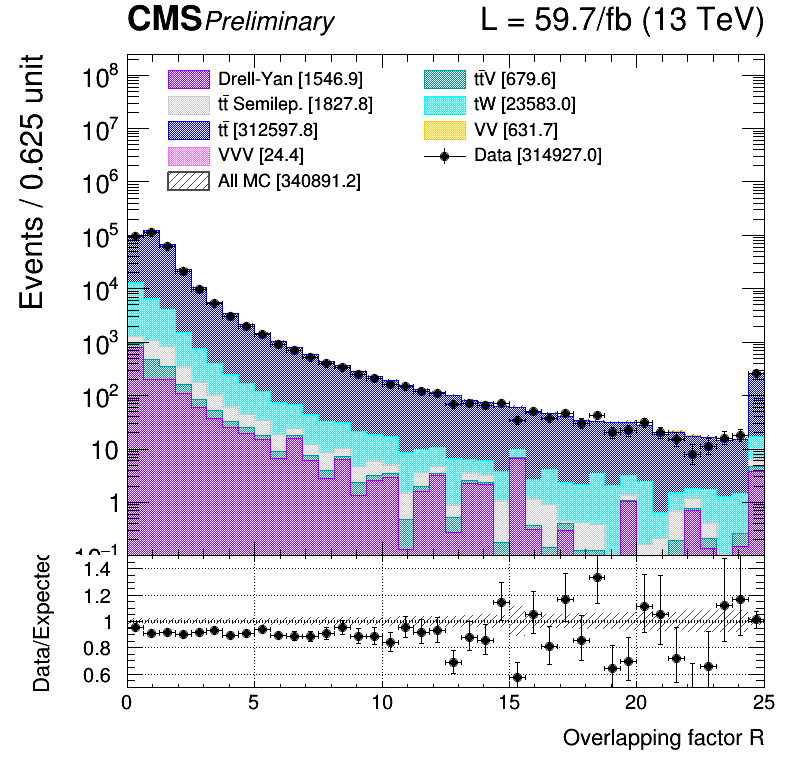 CMS Preliminary L = 59.7/fb (13 TeV)
Events / 0.625 unit
Drell-Yan [1546.9]
tt̄ Semilep. [1827.8]
tt̄ [312597.8]
VVV [24.4]
All MC [340891.2]
tt̄V [679.6]
tW [23583.0]
VV [631.7]
Data [314927.0]
10⁸
10⁷
10⁶
10⁵
10⁴
10³
10²
10
1
10⁻¹
Data/Expected
1.4
1.2
1
0.8
0.6
0 5 10 15 20 25
Overlapping factor R